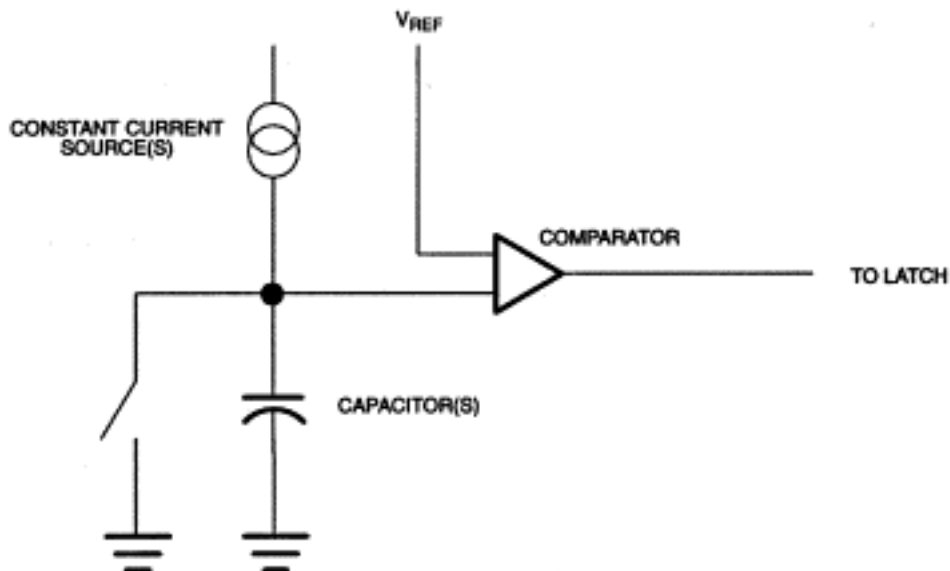 VREF
CONSTANT CURRENT
SOURCE(S)
COMPARATOR
TO LATCH
CAPACITOR(S)